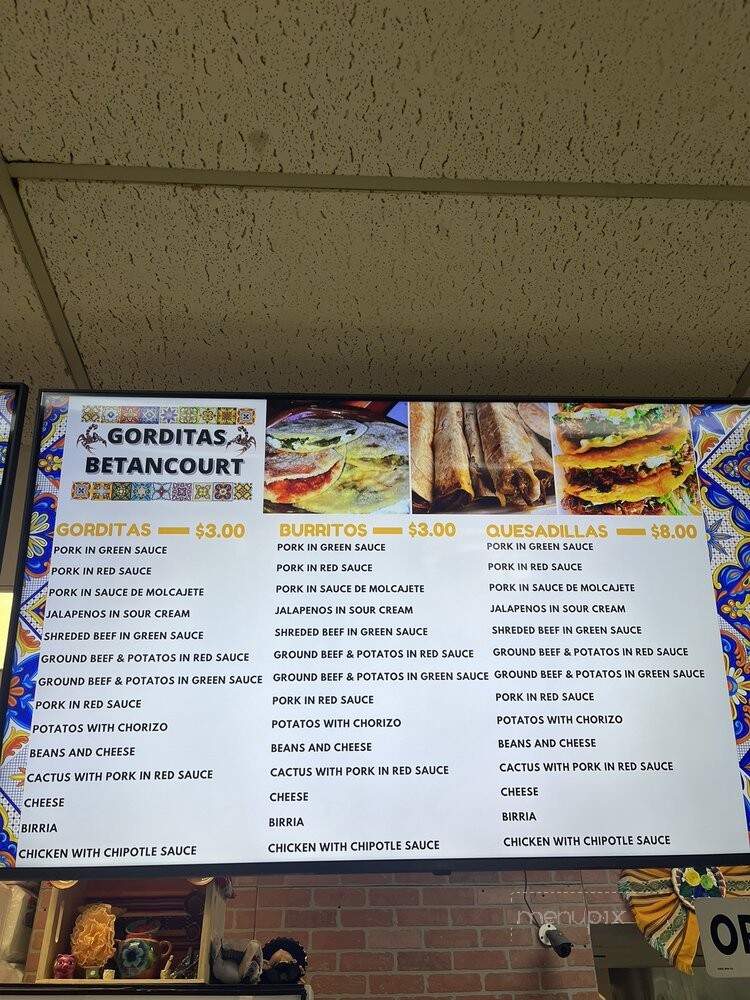 GORDITAS
BETANCOURT
GORDITAS $3.00
PORK IN GREEN SAUCE
PORK IN RED SAUCE
PORK IN SAUCE DE MOLCAJETE
JALAPENOS IN SOUR CREAM
SHREDED BEEF IN GREEN SAUCE
GROUND BEEF & POTATOS IN RED SAUCE
GROUND BEEF & POTATOS IN GREEN SAUCE
PORK IN RED SAUCE
POTATOS WITH CHORIZO
BEANS AND CHEESE
CACTUS WITH PORK IN RED SAUCE
CHEESE
BIRRIA
CHICKEN WITH CHIPOTLE SAUCE
BURRITOS $3.00
PORK IN GREEN SAUCE
PORK IN RED SAUCE
PORK IN SAUCE DE MOLCAJETE
JALAPENOS IN SOUR CREAM
SHREDED BEEF IN GREEN SAUCE
GROUND BEEF & POTATOS IN RED SAUCE
GROUND BEEF & POTATOS IN GREEN SAUCE
PORK IN RED SAUCE
POTATOS WITH CHORIZO
BEANS AND CHEESE
CACTUS WITH PORK IN RED SAUCE
CHEESE
BIRRIA
CHICKEN WITH CHIPOTLE SAUCE
QUESADILLAS $8.00
PORK IN GREEN SAUCE
PORK IN RED SAUCE
PORK IN SAUCE DE MOLCAJETE
JALAPENOS IN SOUR CREAM
SHREDED BEEF IN GREEN SAUCE
GROUND BEEF & POTATOS IN RED SAUCE
GROUND BEEF & POTATOS IN GREEN SAUCE
PORK IN RED SAUCE
POTATOS WITH CHORIZO
BEANS AND CHEESE
CACTUS WITH PORK IN RED SAUCE
CHEESE
BIRRIA
CHICKEN WITH CHIPOTLE SAUCE
menupix